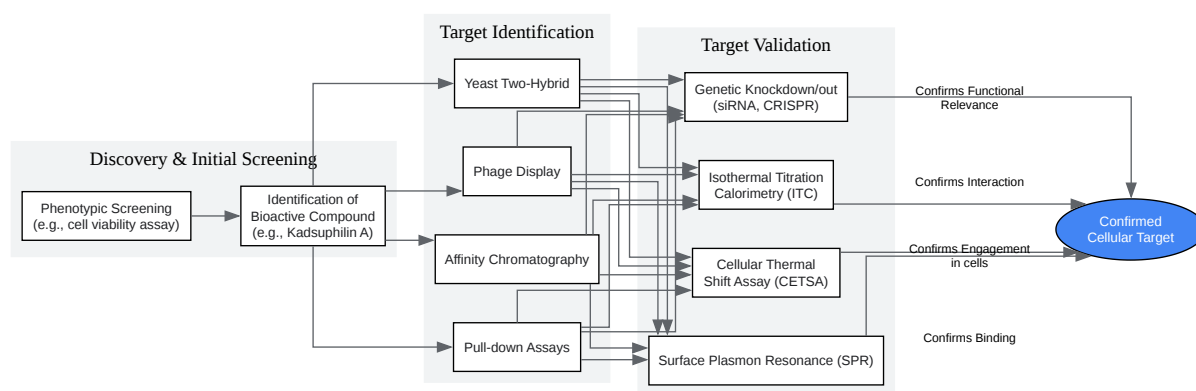 Discovery & Initial Screening
Phenotypic Screening
(e.g., cell viability assay)
Identification of
Bioactive Compound
(e.g., Kadsuphilin A)
Target Identification
Yeast Two-Hybrid
Phage Display
Affinity Chromatography
Pull-down Assays
Target Validation
Genetic Knockdown/out
(siRNA, CRISPR)
Isothermal Titration
Calorimetry (ITC)
Cellular Thermal
Shift Assay (CETSA)
Surface Plasmon Resonance (SPR)
Confirms Functional
Relevance
Confirms Interaction
Confirms Engagement
in cells
Confirms Binding
Confirmed
Cellular Target